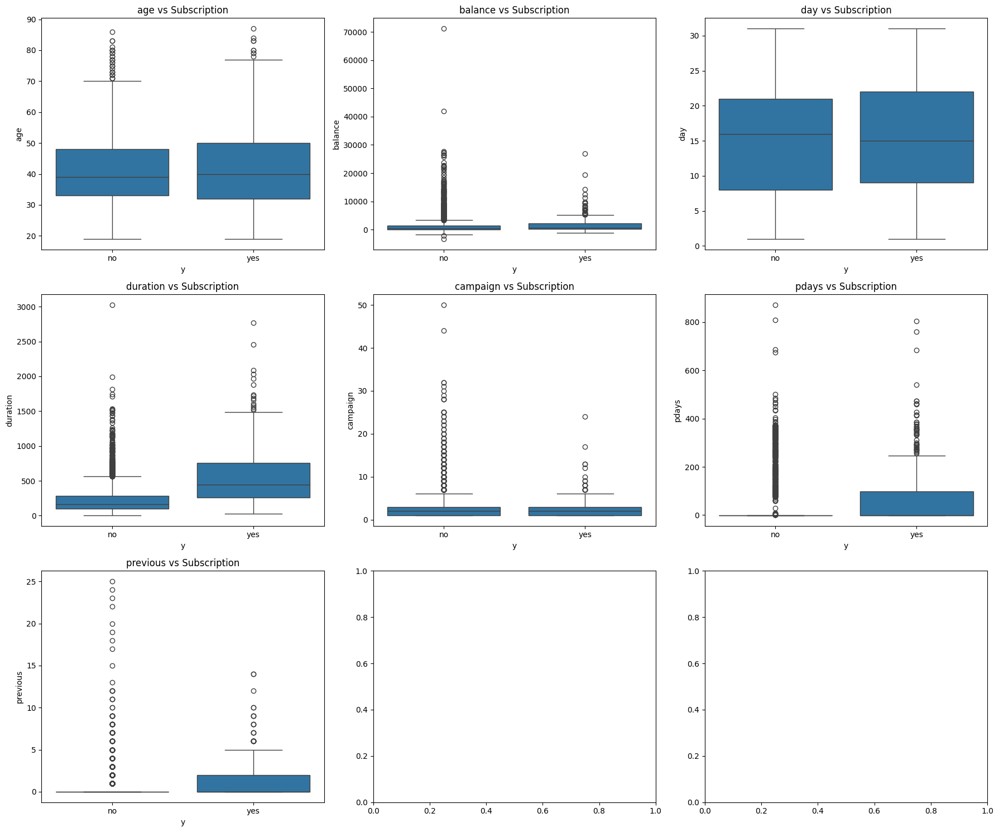 age vs Subscription
90
80
70
60
50
40
30
20
age
no
yes
y
balance vs Subscription
70000
60000
50000
40000
30000
20000
10000
0
balance
no
yes
y
day vs Subscription
30
25
20
15
10
5
0
day
no
yes
y
duration vs Subscription
3000
2500
2000
1500
1000
500
0
duration
no
yes
y
campaign vs Subscription
50
40
30
20
10
0
campaign
no
yes
y
pdays vs Subscription
800
600
400
200
0
pdays
no
yes
y
previous vs Subscription
25
20
15
10
5
0
previous
no
yes
y
1.0
0.8
0.6
0.4
0.2
0.0
0.0 0.2 0.4 0.6 0.8 1.0
1.0
0.8
0.6
0.4
0.2
0.0
0.0 0.2 0.4 0.6 0.8 1.0